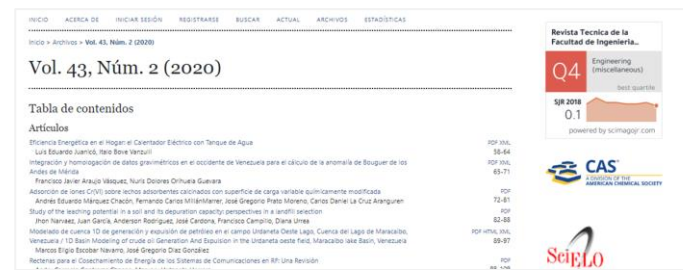 INICIO ACERCA DE INICIAR SESIÓN REGISTRARSE BUSCAR ACTUAL ARCHIVOS ESTADÍSTICAS
Inicio > Archivos > Vol. 43, Núm. 2 (2020)
Vol. 43, Núm. 2 (2020)
Tabla de contenidos
Artículos
Eficiencia Energética en el Hogar: el Calentador Eléctrico con Tanque de Agua PDF XML
Luis Eduardo Juanicó, Italo Bove Vanzulli 58-64
Integración y homologación de datos gravimétricos en el occidente de Venezuela para el cálculo de la anomalía de Bouguer de los PDF XML
Andes de Mérida 65-71
Francisco Javier Araujo Vásquez, Nuris Dolores Orihuela Guevara
Adsorción de iones Cr(VI) sobre lechos adsorbentes calcinados con superficie de carga variable químicamente modificada PDF
Andrés Eduardo Márquez Chacón, Fernando Carlos MillánMarrer, José Gregorio Prato Moreno, Carlos Daniel La Cruz Aranguren 72-81
Study of the leaching potential in a soil and its depuration capacity: perspectives in a landfill selection PDF
Jhon Narvaez, Juan García, Anderson Rodríguez, José Cardona, Francisco Campillo, Diana Urrea 82-88
Modelado de cuenca 1D de generación y expulsión de petróleo en el campo Urdaneta Oeste Lago, Cuenca del Lago de Maracaibo, PDF HTML XML
Venezuela / 1D Basin Modeling of crude oil Generation And Expulsion in the Urdaneta oeste field, Maracaibo lake Basin, Venezuela 89-97
Marcos Eligio Escobar Navarro, José Gregorio Díaz González
Rectenas para el Cosechamiento de Energía de los Sistemas de Comunicaciones en RF: Una Revisión PDF
Revista Tecnica de la
Facultad de Ingenieria..
Q4
Engineering
(miscellaneous)
best quartile
SJR 2018
0.1
powered by scimagojr.com
CAS
A DIVISION OF THE
AMERICAN CHEMICAL SOCIETY
SciELO